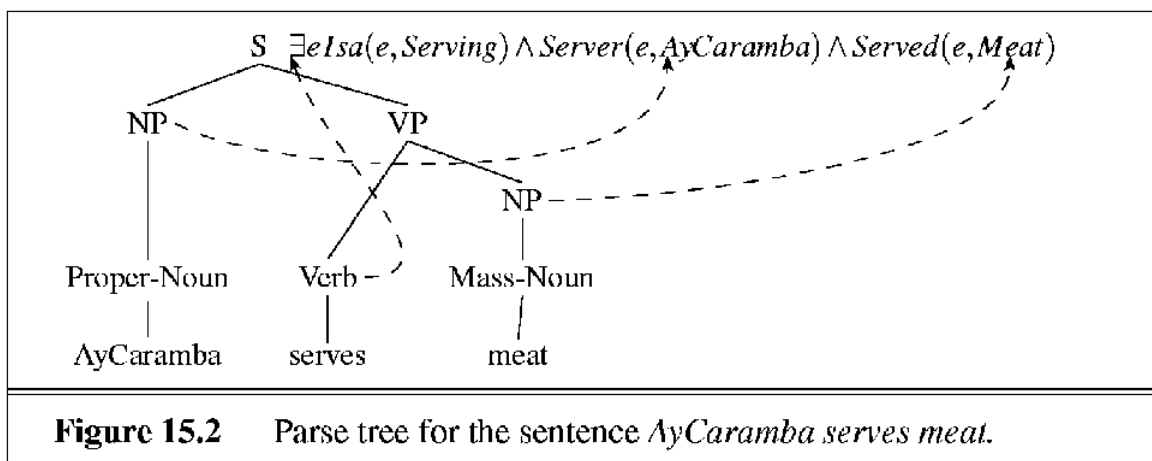 S ∃eIsa(e,Serving) ∧ Server(e,AyCaramba) ∧ Served(e,Meat)
NP VP
NP
Proper-Noun Verb Mass-Noun
AyCaramba serves meat
Figure 15.2 Parse tree for the sentence AyCaramba serves meat.